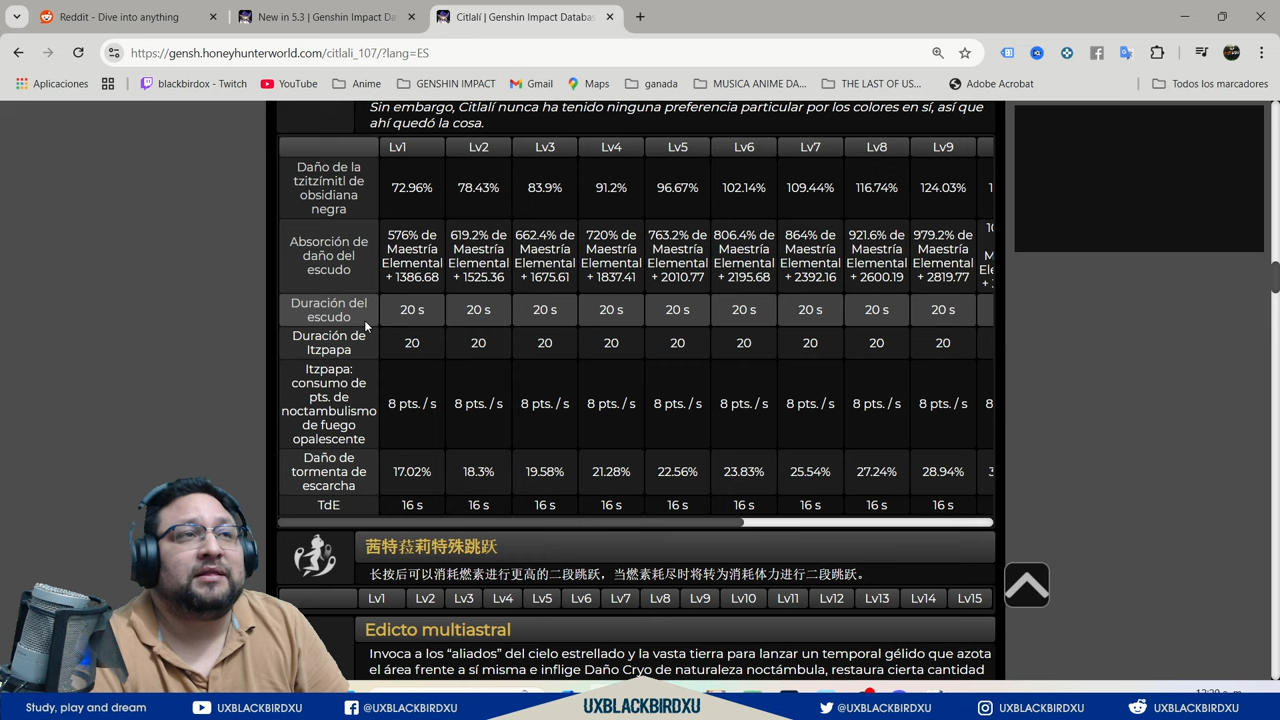 Reddit - Dive into anything
New in 5.3 | Genshin Impact Da
Citlalí | Genshin Impact Databas
https://gensh.honeyhunterworld.com/citlali_107/?lang=ES
Aplicaciones
blackbirdox - Twitch
YouTube
Anime
GENSHIN IMPACT
Gmail
Maps
ganada
MUSICA ANIME DA...
THE LAST OF US...
Adobe Acrobat
Todos los marcadores
Sin embargo, Citlalí nunca ha tenido ninguna preferencia particular por los colores en sí, así que
ahí quedó la cosa.
Lv1 Lv2 Lv3 Lv4 Lv5 Lv6 Lv7 Lv8 Lv9
Daño de la
tzitzímitl de
obsidiana
negra
72.96% 78.43% 83.9% 91.2% 96.67% 102.14% 109.44% 116.74% 124.03% 1
Absorción de
daño del
escudo
576% de
Maestría
Elemental
+ 1386.68
619.2% de
Maestría
Elemental
+ 1525.36
662.4% de
Maestría
Elemental
+ 1675.61
720% de
Maestría
Elemental
+ 1837.41
763.2% de
Maestría
Elemental
+ 2010.77
806.4% de
Maestría
Elemental
+ 2195.68
864% de
Maestría
Elemental
+ 2392.16
921.6% de
Maestría
Elemental
+ 2600.19
979.2% de
Maestría
Elemental
+ 2819.77
Duración del
escudo
20 s 20 s 20 s 20 s 20 s 20 s 20 s 20 s 20 s
Duración de
Itzpapa
20 20 20 20 20 20 20 20 20
Itzpapa:
consumo de
pts. de
noctambulismo
de fuego
opalescente
8 pts. / s 8 pts. / s 8 pts. / s 8 pts. / s 8 pts. / s 8 pts. / s 8 pts. / s 8 pts. / s 8 pts. / s 8
Daño de
tormenta de
escarcha
17.02% 18.3% 19.58% 21.28% 22.56% 23.83% 25.54% 27.24% 28.94%
TdE
16 s 16 s 16 s 16 s 16 s 16 s 16 s 16 s 16 s
茜特菈莉特殊跳跃
长按后可以消耗燃素进行更高的二段跳跃，当燃素耗尽时将转为消耗体力进行二段跳跃。
Lv1 Lv2 Lv3 Lv4 Lv5 Lv6 Lv7 Lv8 Lv9 Lv10 Lv11 Lv12 Lv13 Lv14 Lv15
Edicto multiastral
Invoca a los “aliados” del cielo estrellado y la vasta tierra para lanzar un temporal gélido que azota
el área frente a sí misma e inflige Daño Cryo de naturaleza noctámbula, restaura cierta cantidad
Study, play and dream
UXBLACKBIRDXU
@UXBLACKBIRDXU
UXBLACKBIRDXU
@UXBLACKBIRDXU
UXBLACKBIRDXU
UXBLACKBIRDXU